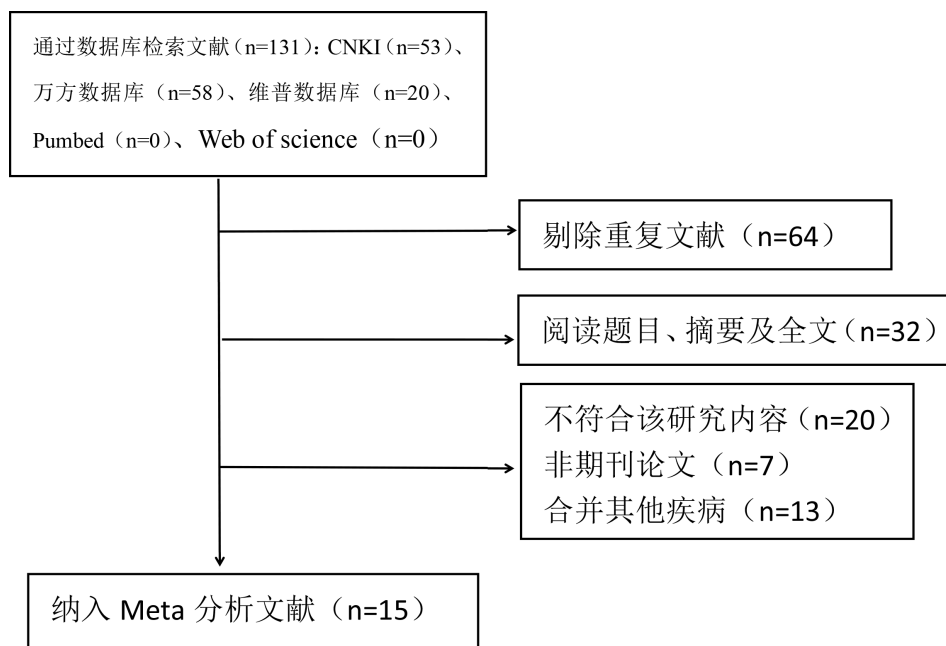 通过数据库检索文献（n=131）：CNKI（n=53）、
万方数据库（n=58）、维普数据库（n=20）、
Pumbed（n=0）、Web of science（n=0）
剔除重复文献（n=64）
阅读题目、摘要及全文（n=32）
不符合该研究内容（n=20）
非期刊论文（n=7）
合并其他疾病（n=13）
纳入 Meta 分析文献（n=15）